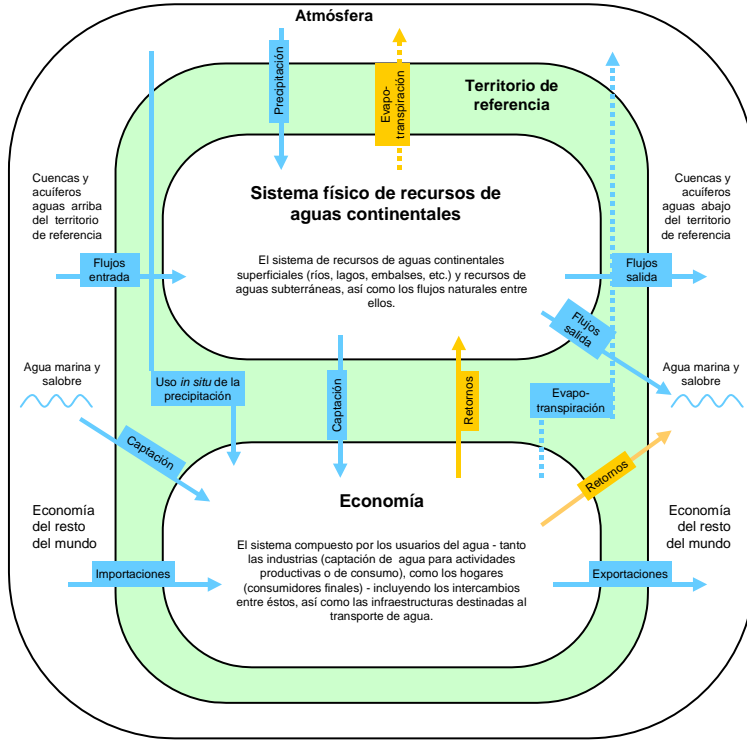 Atmósfera
Precipitación
Evapo-
transpiración
Territorio de
referencia
Sistema físico de recursos de
aguas continentales
El sistema de recursos de aguas continentales
superficiales (ríos, lagos, embalses, etc.) y recursos de
aguas subterráneas, así como los flujos naturales entre
ellos.
Cuencas y
acuíferos
aguas arriba
del territorio
de referencia
Flujos
entrada
Cuencas y
acuíferos
aguas abajo
del territorio
de referencia
Flujos
salida
Flujos
salida
Agua marina y
salobre
Uso in situ de la
precipitación
Captación
Retornos
Evapo-
transpiración
Agua marina y
salobre
Captación
Retornos
Economía
El sistema compuesto por los usuarios del agua - tanto
las industrias (captación de agua para actividades
productivas o de consumo), como los hogares
(consumidores finales) - incluyendo los intercambios
entre éstos, así como las infraestructuras destinadas al
transporte de agua.
Economía
del resto
del mundo
Importaciones
Economía
del resto
del mundo
Exportaciones